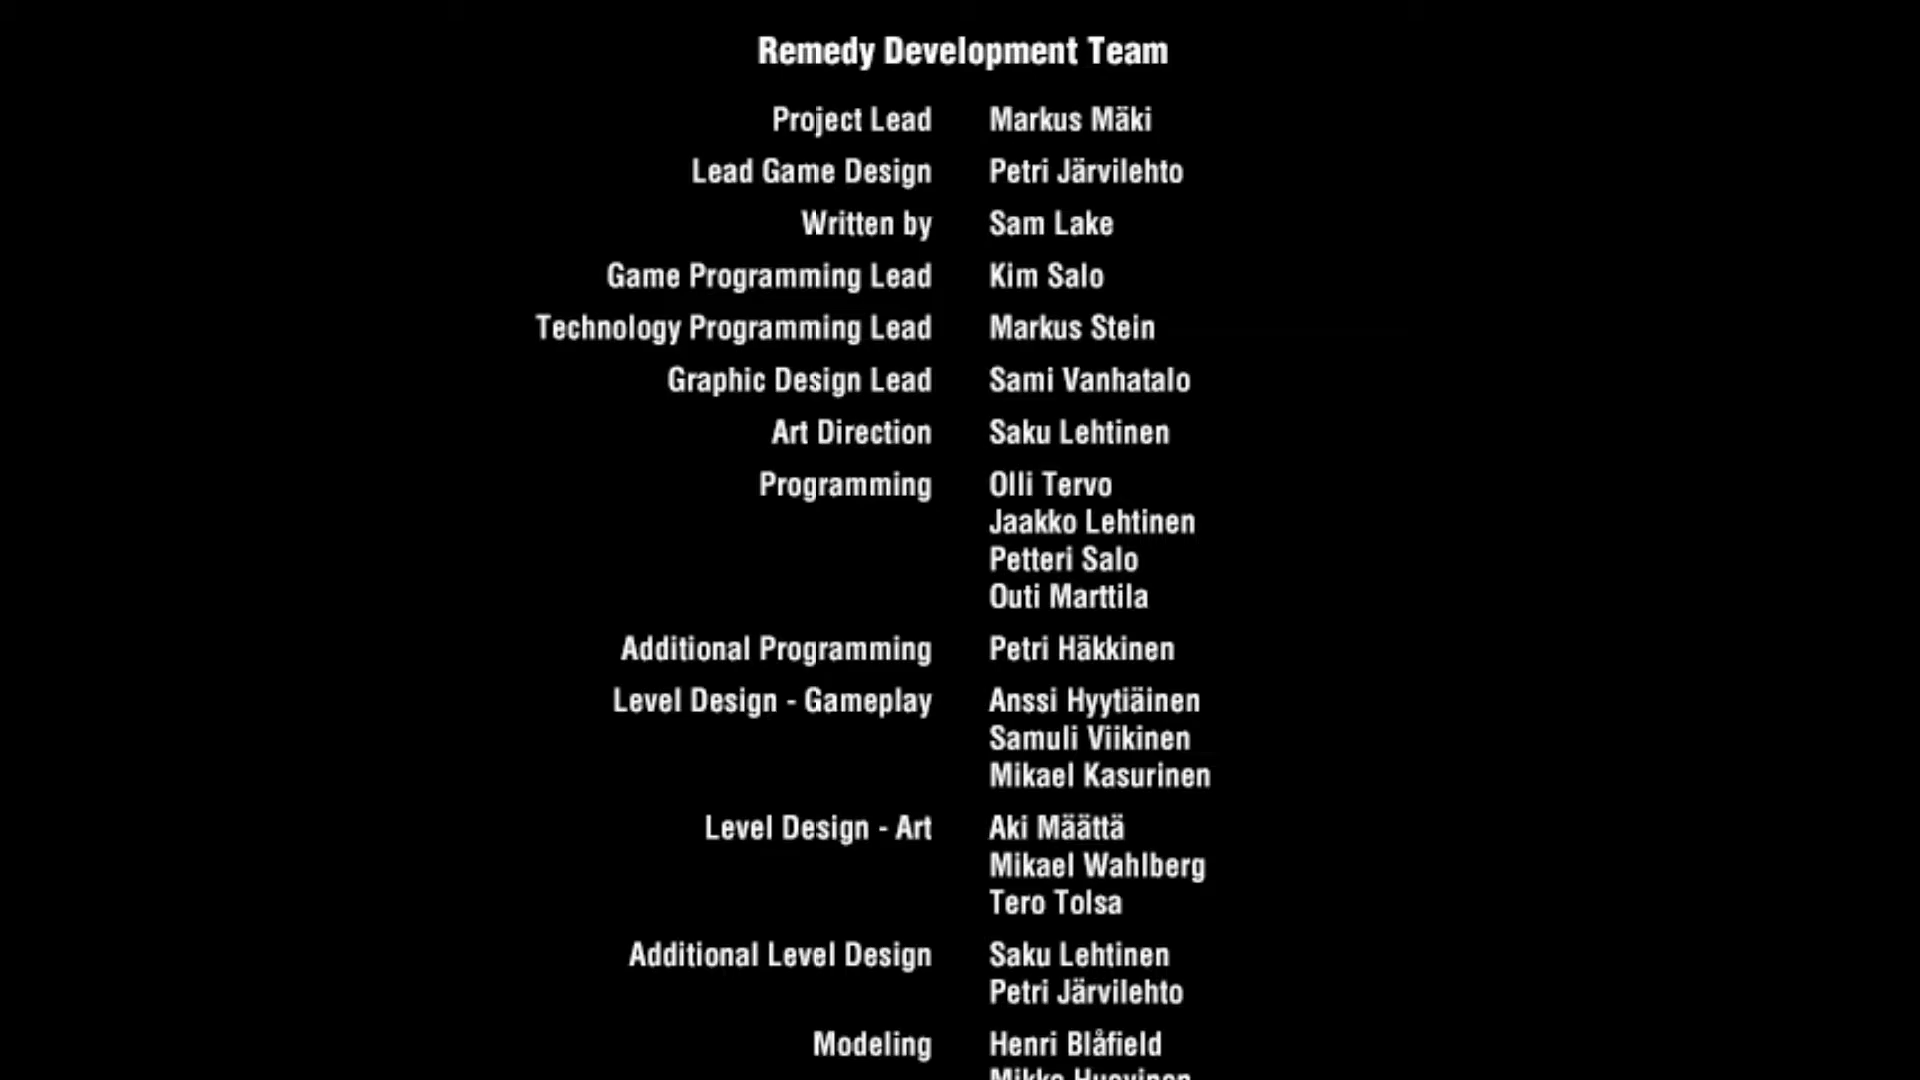 Remedy Development Team
Project Lead Markus Mäki
Lead Game Design Petri Järvilehto
Written by Sam Lake
Game Programming Lead Kim Salo
Technology Programming Lead Markus Stein
Graphic Design Lead Sami Vanhatalo
Art Direction Saku Lehtinen
Programming Olli Tervo
Jaakko Lehtinen
Petteri Salo
Outi Marttila
Additional Programming Petri Häkkinen
Level Design - Gameplay Anssi Hyytiäinen
Samuli Viikinen
Mikael Kasurinen
Level Design - Art Aki Määttä
Mikael Wahlberg
Tero Tolsa
Additional Level Design Saku Lehtinen
Petri Järvilehto
Modeling Henri Blåfield